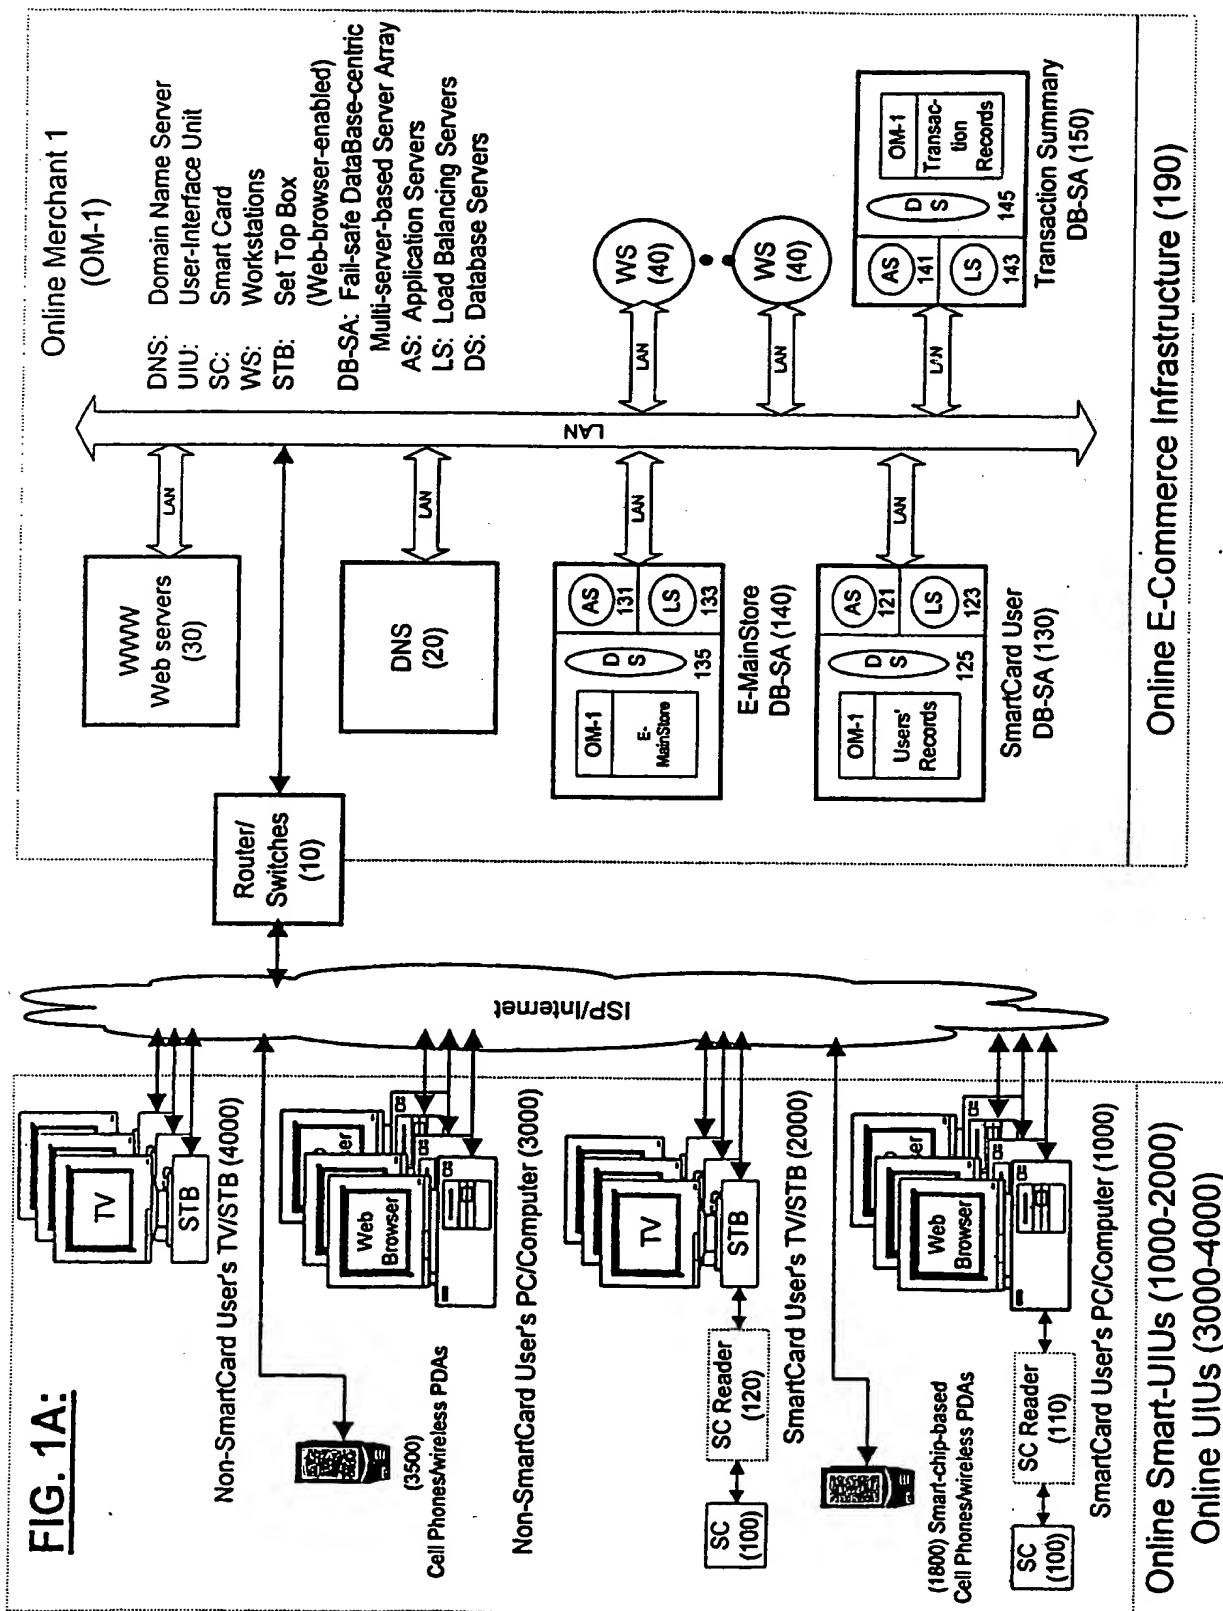 FIG. 1A:
Online Merchant 1
(OM-1)
DNS: Domain Name Server
UIU: User-Interface Unit
SC: Smart Card
WS: Workstations
STB: Set Top Box
(Web-browser-enabled)
DB-SA: Fail-safe DataBase-centric
Multi-server-based Server Array
AS: Application Servers
LS: Load Balancing Servers
DS: Database Servers
TV
STB
Non-SmartCard User's TV/STB (4000)
(3500)
Cell Phones/wireless PDAs
Web
Browser
Non-SmartCard User's PC/Computer (3000)
TV
STB
SC Reader
(120)
SC
(100)
SmartCard User's TV/STB (2000)
(1800) Smart-chip-based
Cell Phones/wireless PDAs
Web
Browser
SC Reader
(110)
SC
(100)
SmartCard User's PC/Computer (1000)
Online Smart-UIUs (1000-2000)
Online UIUs (3000-4000)
ISP/Internet
Router/
Switches
(10)
WWW
Web servers
(30)
LAN
DNS
(20)
LAN
LAN
OM-1
E-
MainStore
D
S
135
AS
131
LS
133
LAN
E-MainStore
DB-SA (140)
OM-1
Users'
Records
D
S
125
AS
121
LS
123
LAN
SmartCard User
DB-SA (130)
LAN
WS
(40)
LAN
WS
(40)
LAN
AS
141
LS
143
D
S
145
OM-1
Transac-
tion
Records
Transaction Summary
DB-SA (150)
Online E-Commerce Infrastructure (190)